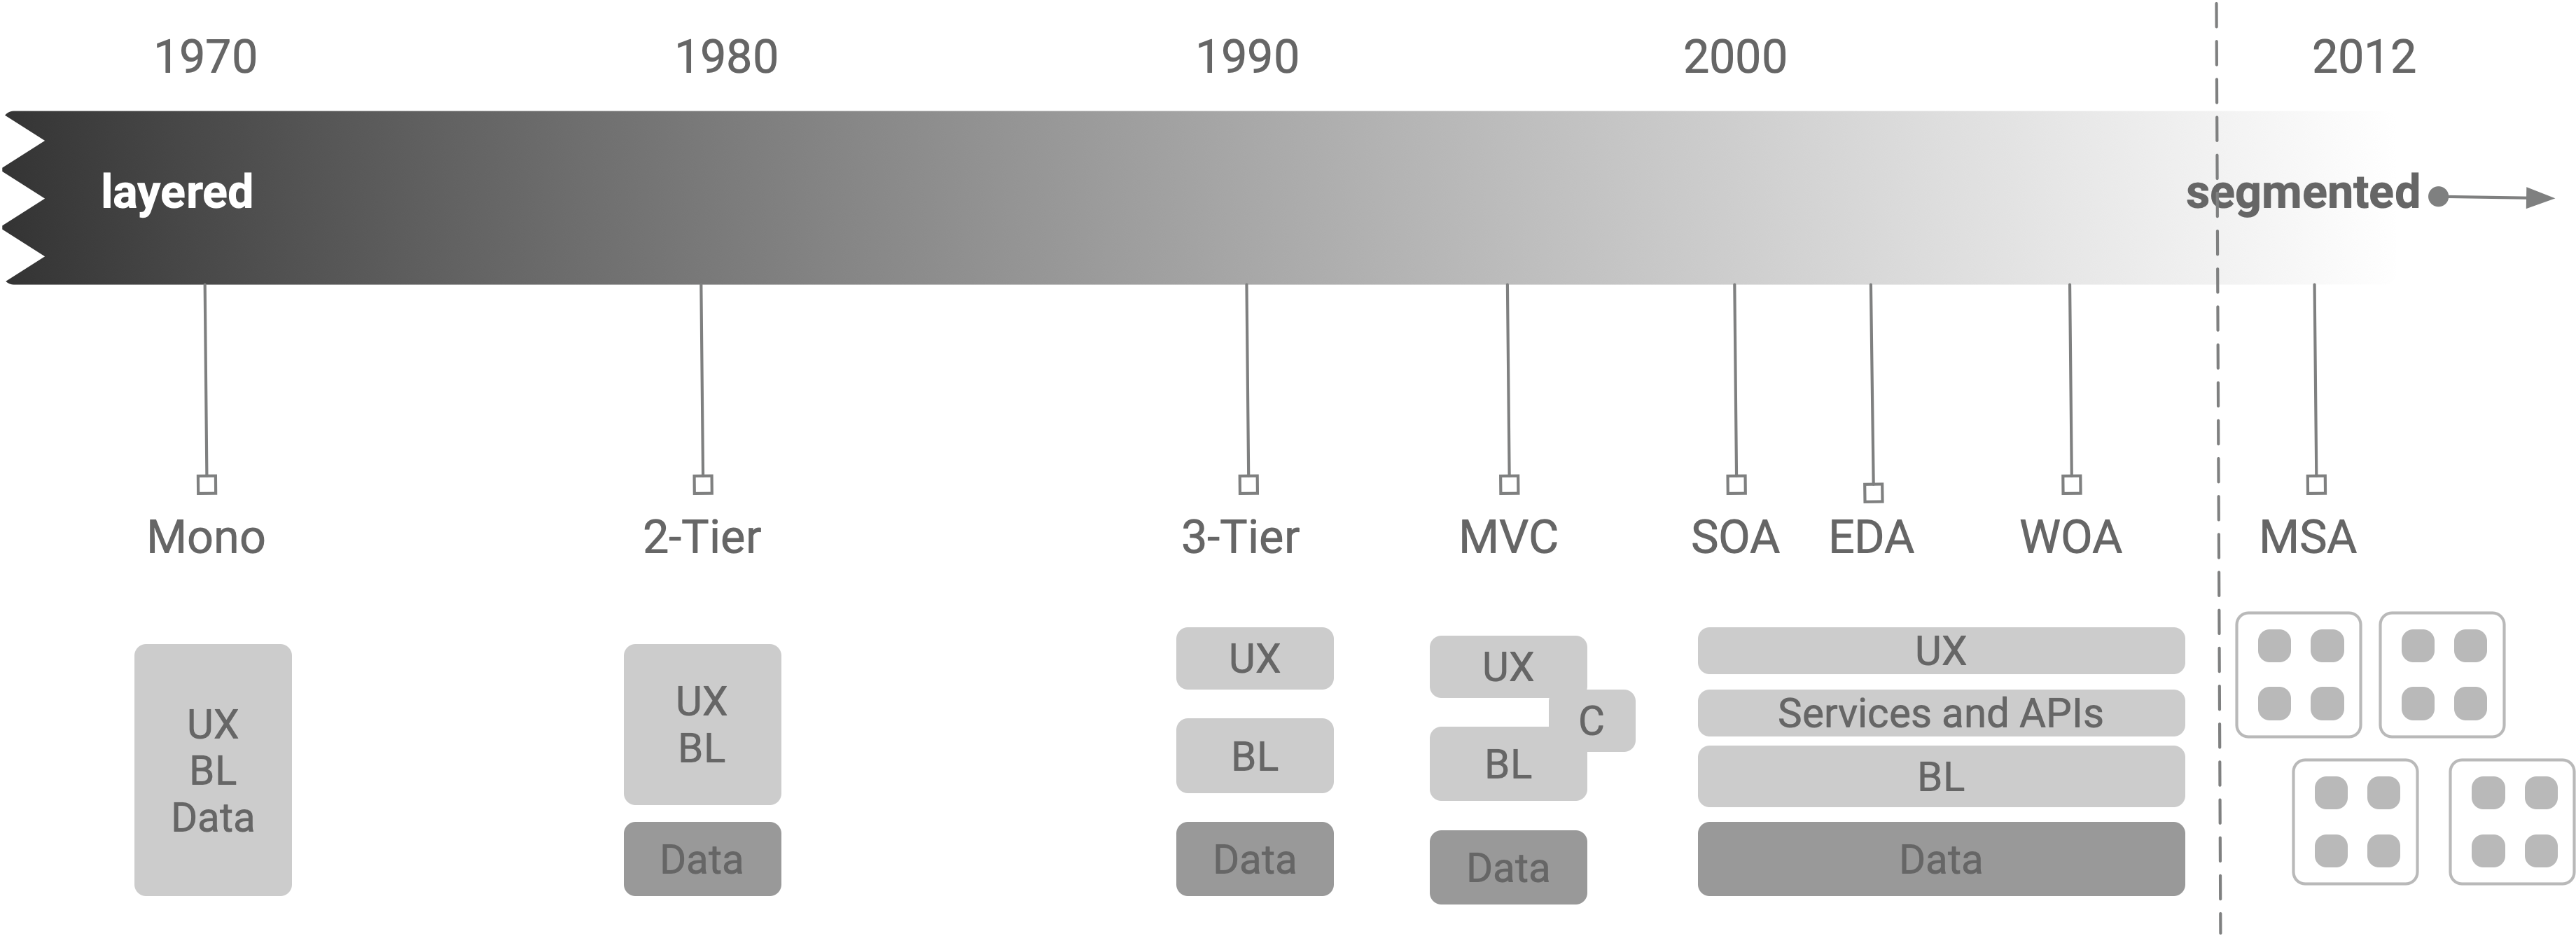 1970
1980
1990
2000
2012
layered
segmented
Mono
2-Tier
3-Tier
MVC
SOA
EDA
WOA
MSA
UX
BL
Data
UX
BL
Data
UX
BL
Data
UX
C
BL
Data
UX
Services and APIs
BL
Data